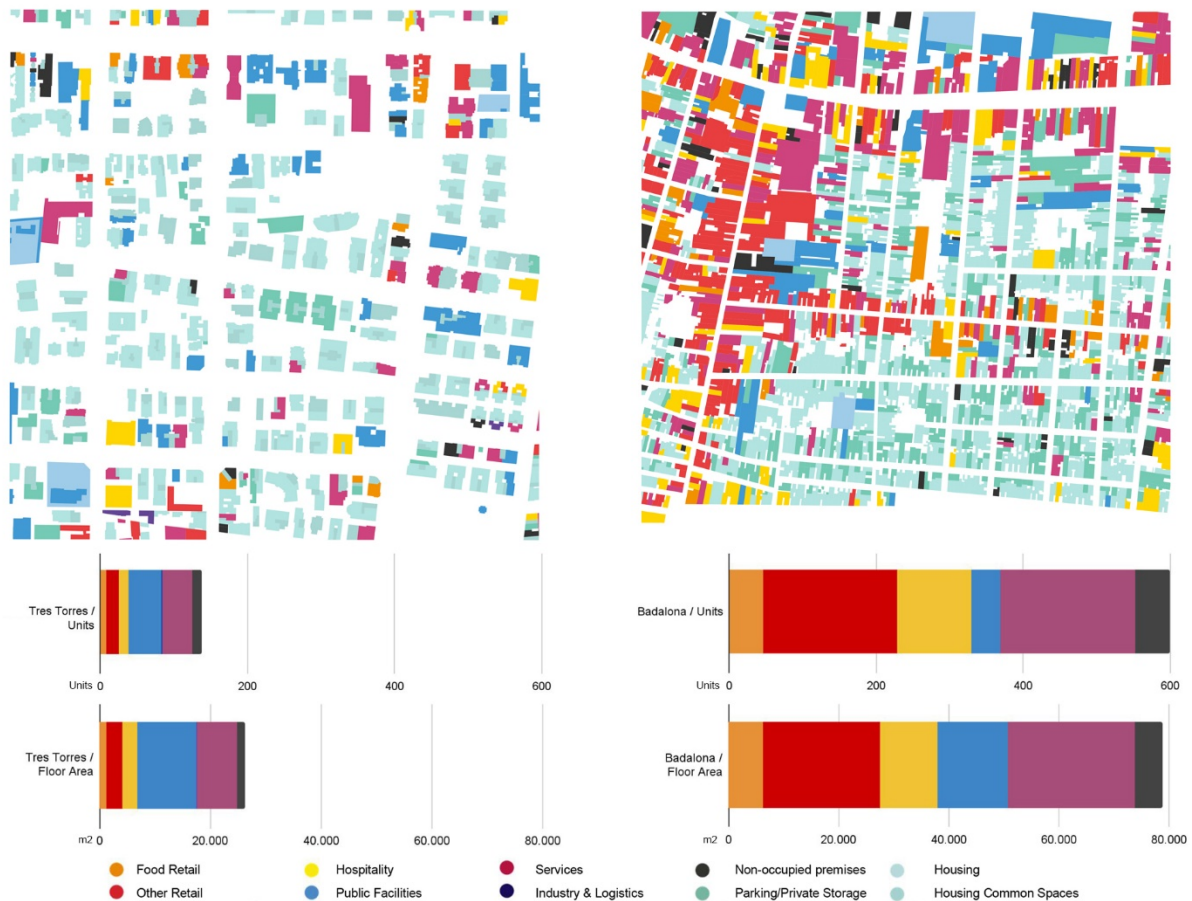 Tres Torres /
Units
Units
0
200
400
600
Badalona / Units
Units
0
200
400
600
Tres Torres /
Floor Area
m2
0
20.000
40.000
60.000
80.000
Badalona /
Floor Area
m2
0
20.000
40.000
60.000
80.000
Food Retail
Hospitality
Services
Non-occupied premises
Housing
Other Retail
Public Facilities
Industry & Logistics
Parking/Private Storage
Housing Common Spaces